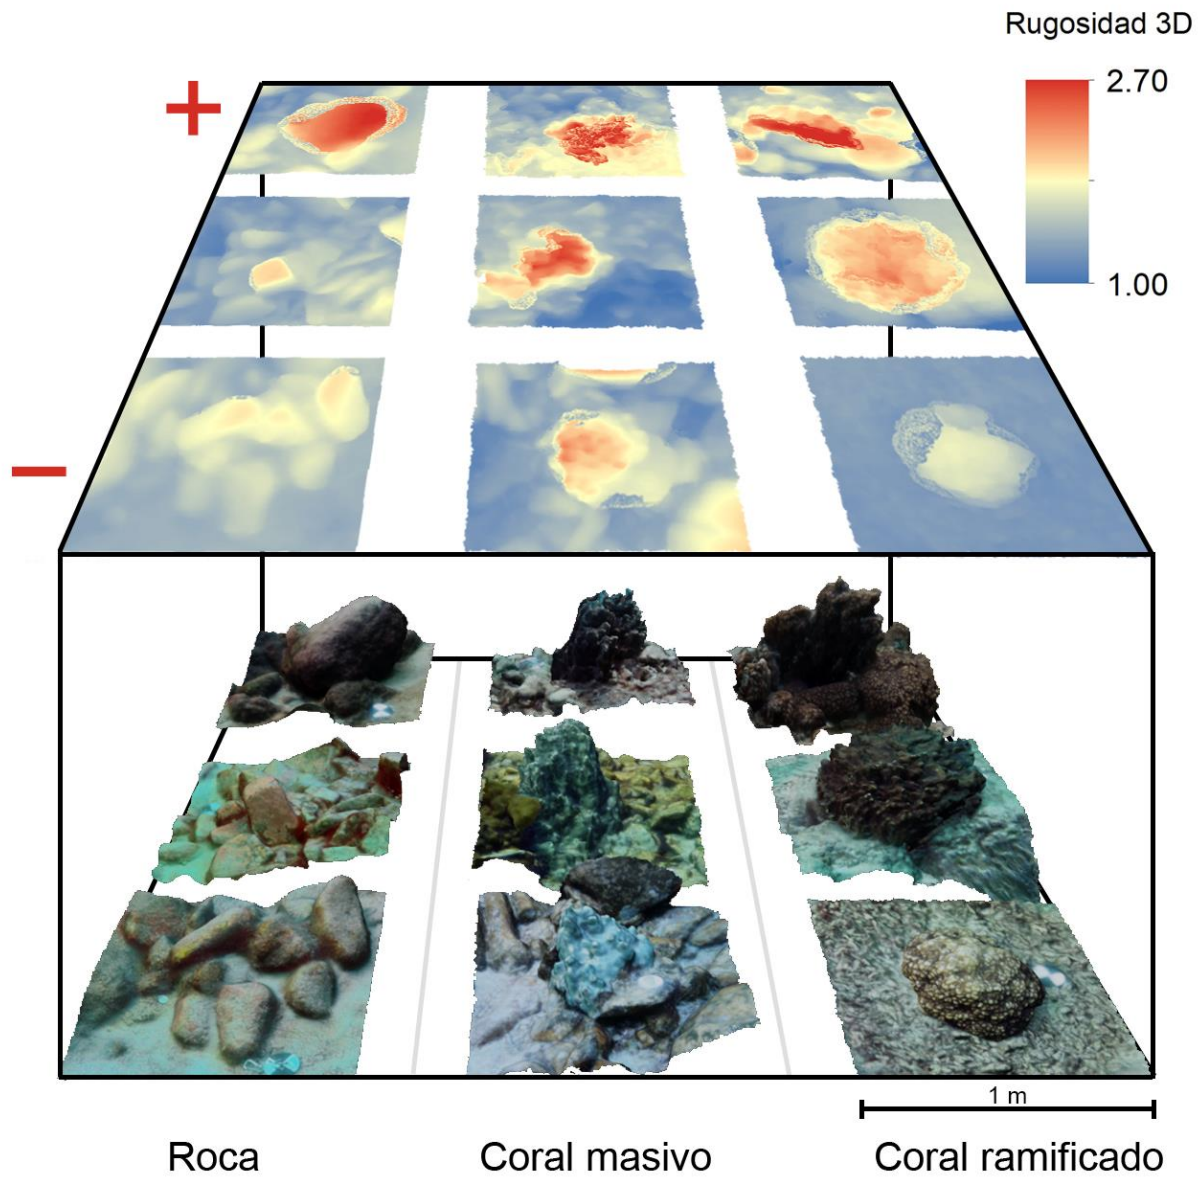 Rugosidad 3D
+
2.70
1.00
−
1 m
Roca
Coral masivo
Coral ramificado